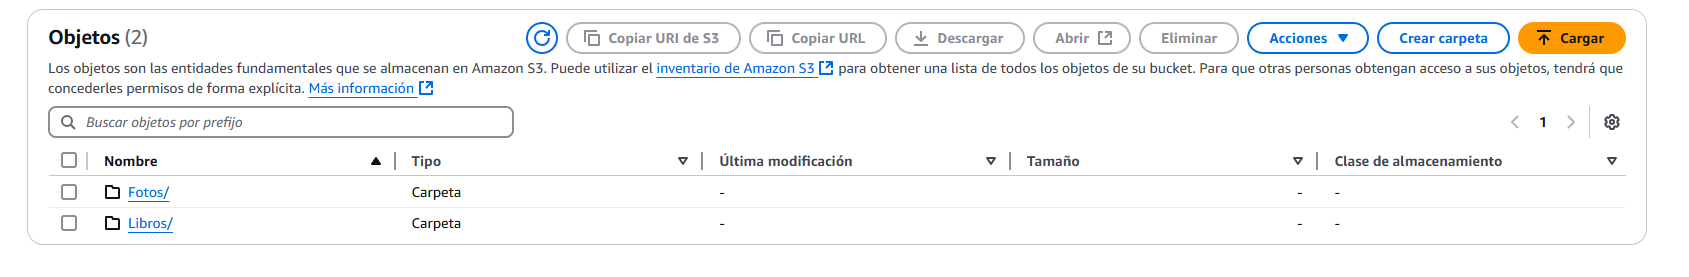 Objetos (2)
Copiar URI de S3
Copiar URL
Descargar
Abrir
Eliminar
Acciones
Crear carpeta
Cargar
Los objetos son las entidades fundamentales que se almacenan en Amazon S3. Puede utilizar el inventario de Amazon S3 para obtener una lista de todos los objetos de su bucket. Para que otras personas obtengan acceso a sus objetos, tendrá que
concederles permisos de forma explícita. Más información
Buscar objetos por prefijo
1
Nombre Tipo Última modificación Tamaño Clase de almacenamiento
Fotos/ Carpeta - - -
Libros/ Carpeta - - -